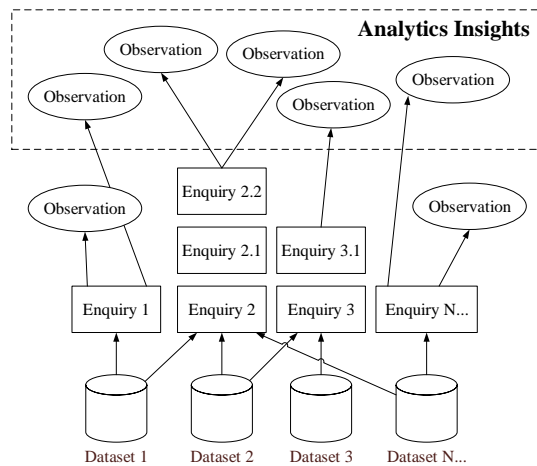 Analytics Insights
Observation
Observation
Observation
Observation
Observation
Enquiry 2.2
Observation
Observation
Enquiry 2.1
Enquiry 3.1
Enquiry 1
Enquiry 2
Enquiry 3
Enquiry N...
Dataset 1
Dataset 2
Dataset 3
Dataset N...